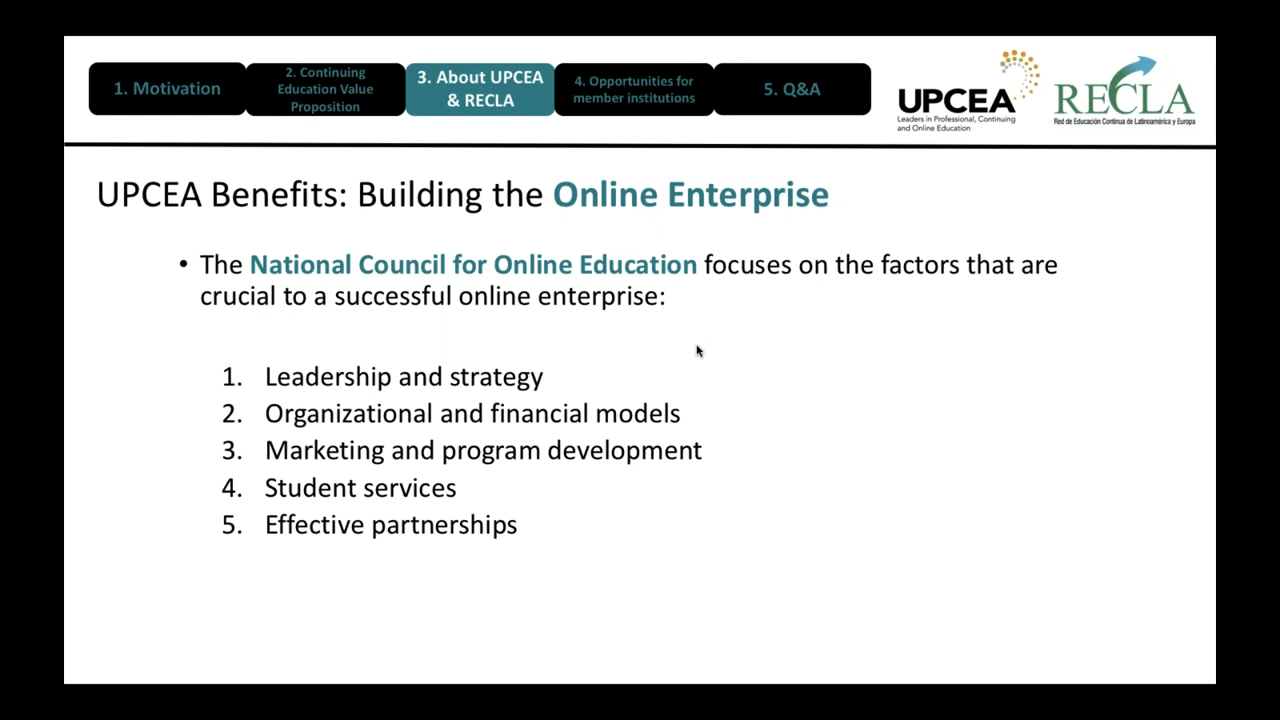 1. Motivation
2. Continuing
Education Value
Proposition
3. About UPCEA
& RECLA
4. Opportunities for
member institutions
5. Q&A
UPCEA
Leaders in Professional, Continuing
and Online Education
RECLA
Red de Educación Continua de Latinoamérica y Europa
UPCEA Benefits: Building the Online Enterprise
• The National Council for Online Education focuses on the factors that are
crucial to a successful online enterprise:
1. Leadership and strategy
2. Organizational and financial models
3. Marketing and program development
4. Student services
5. Effective partnerships